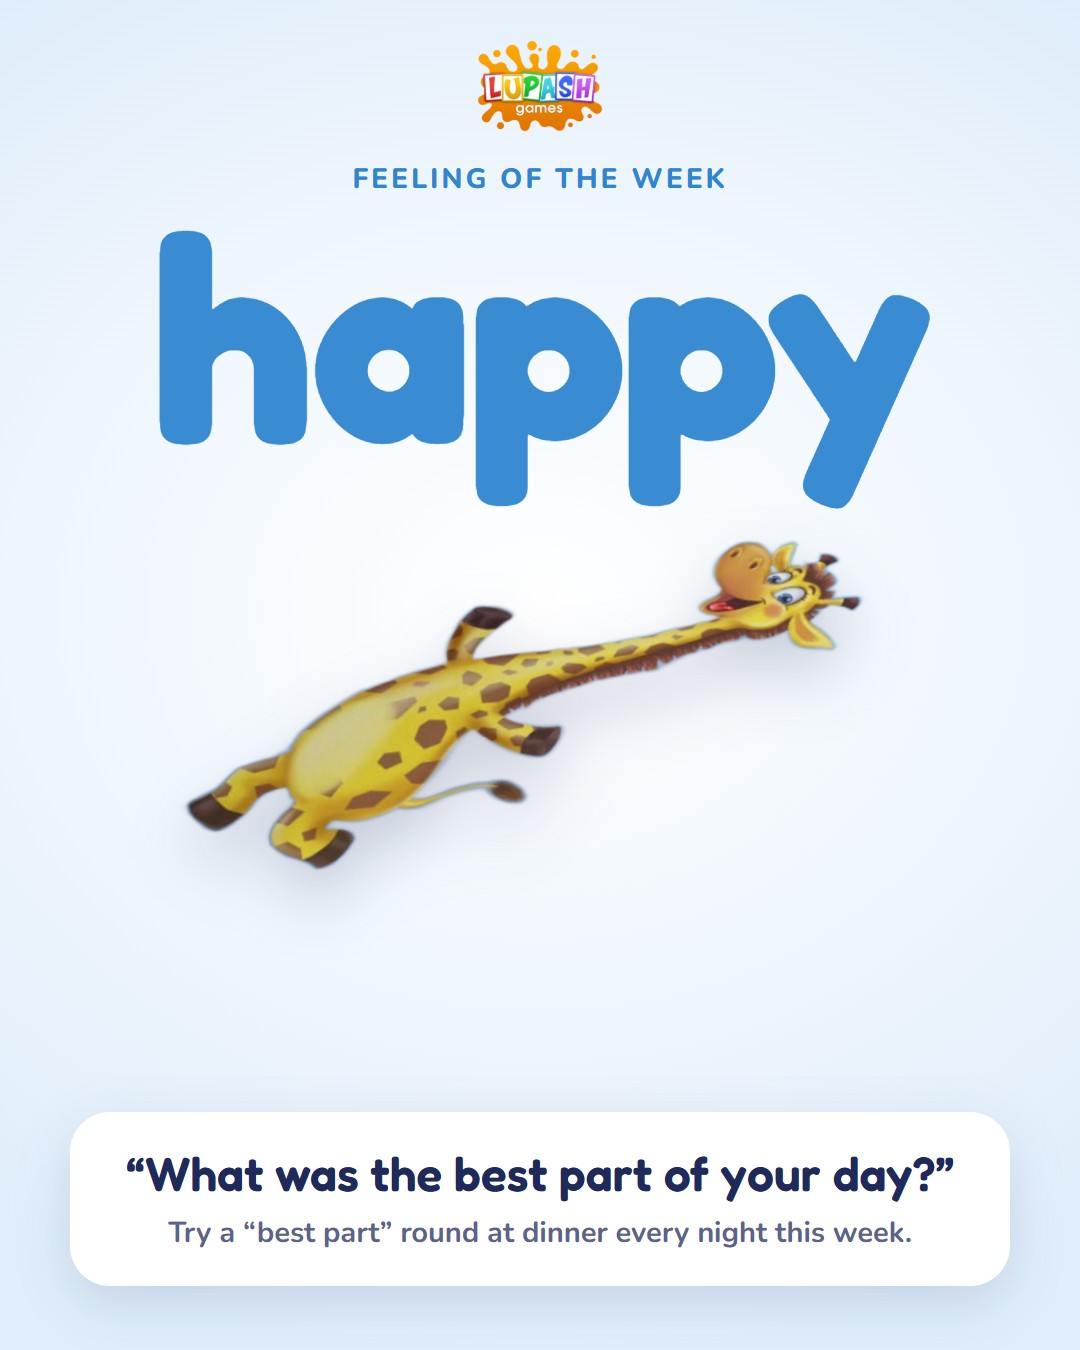 LUPASH
games
FEELING OF THE WEEK
happy
“What was the best part of your day?”
Try a “best part” round at dinner every night this week.